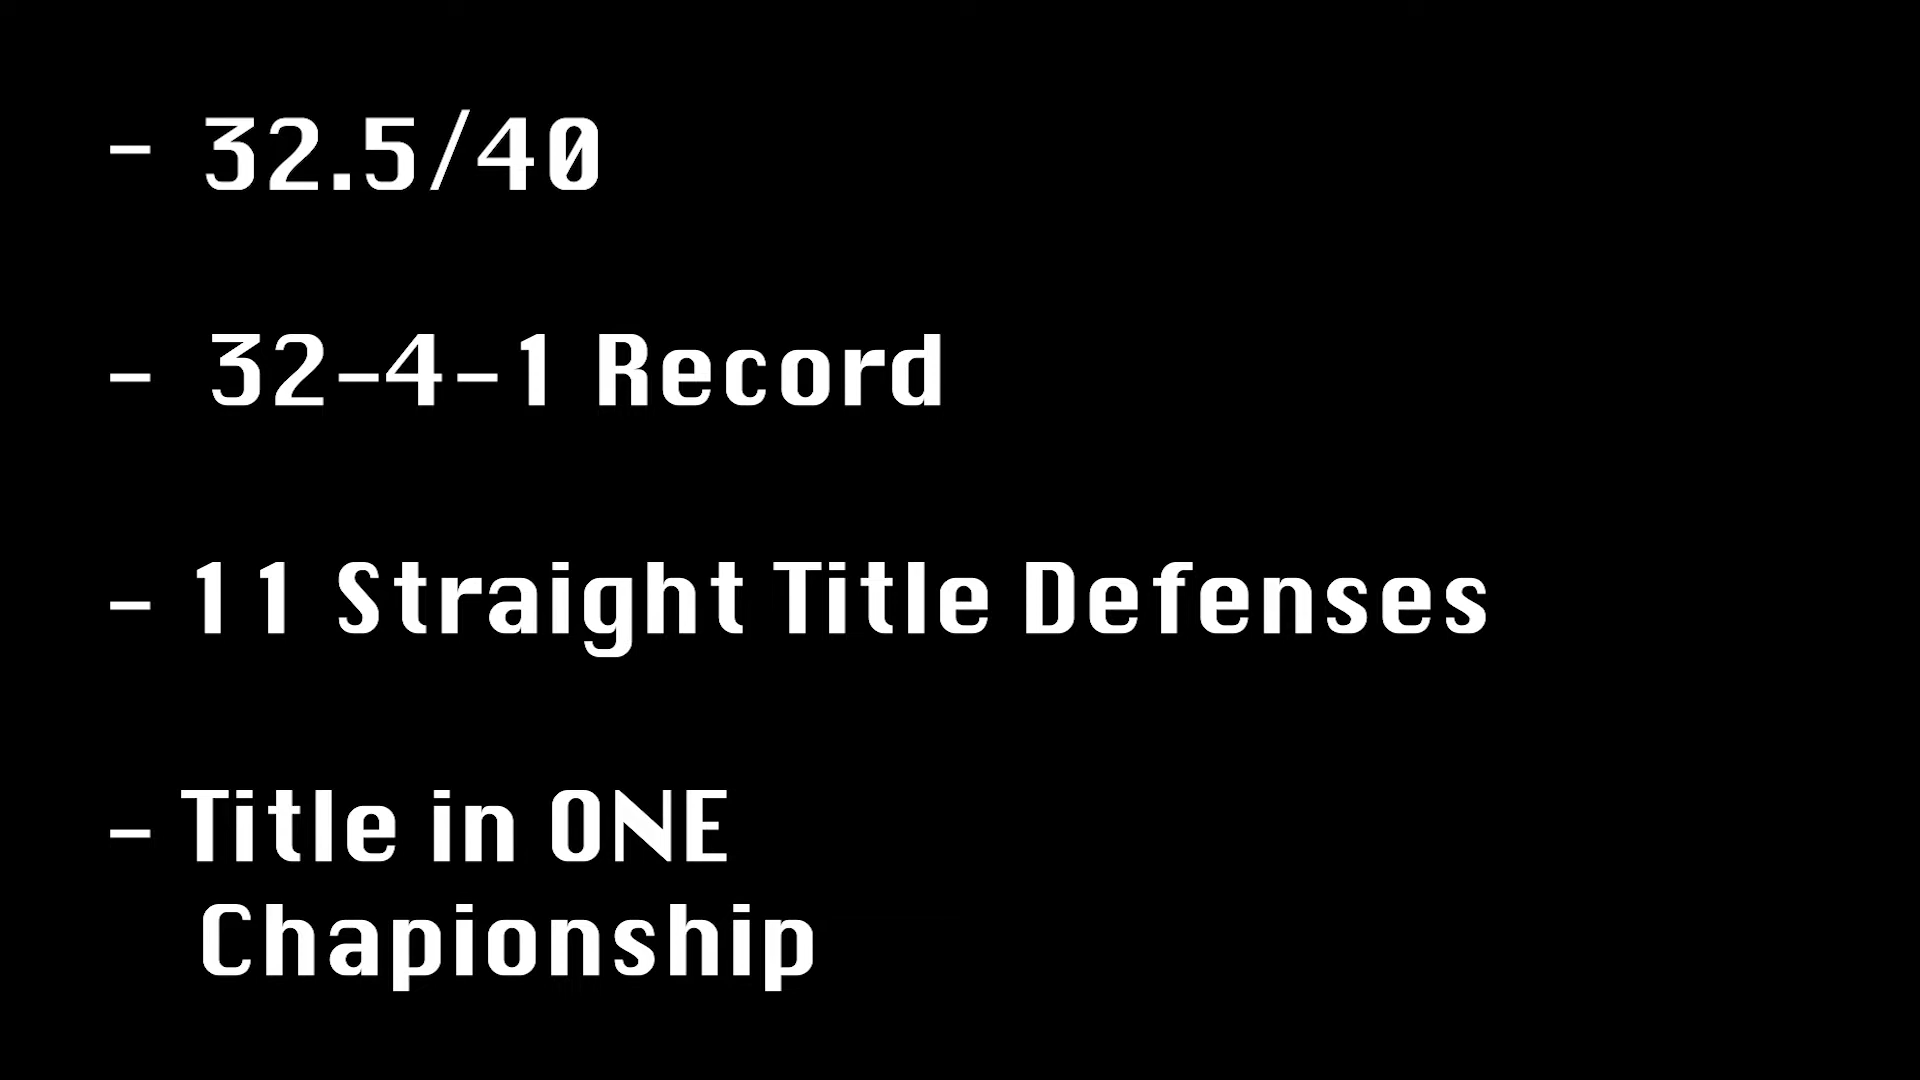 - 32.5/40
- 32-4-1 Record
- 11 Straight Title Defenses
- Title in ONE
Chapionship